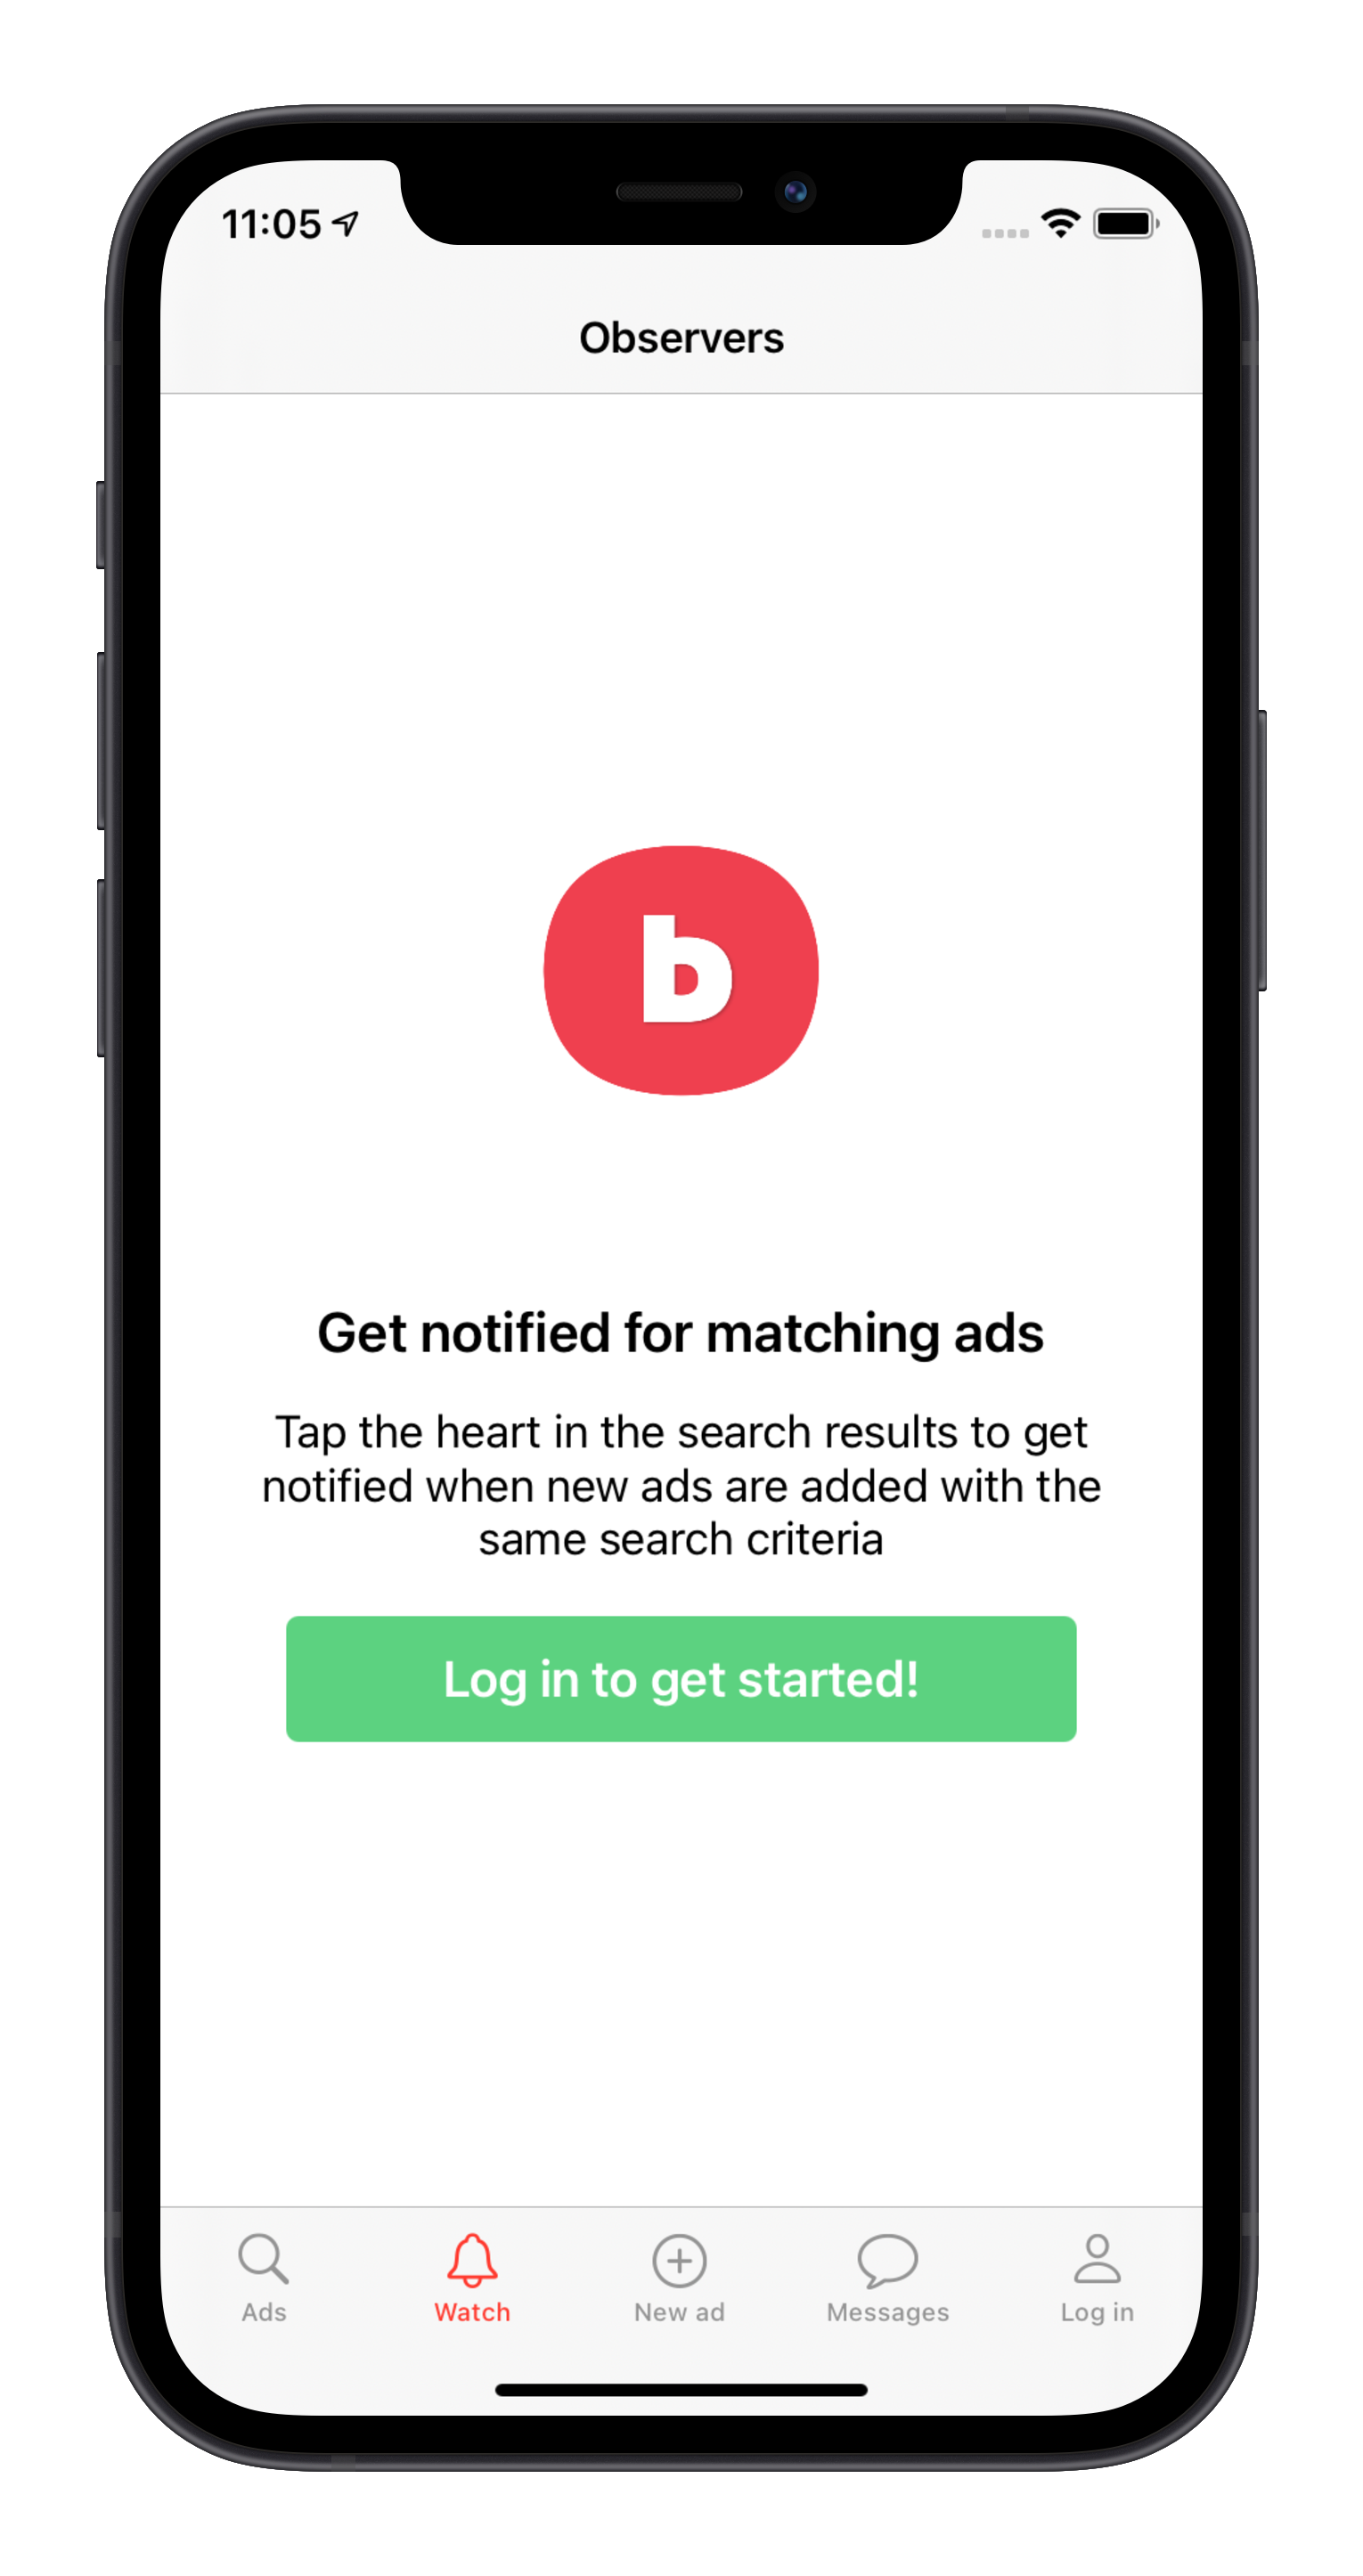 11:05
Observers
b
Get notified for matching ads
Tap the heart in the search results to get
notified when new ads are added with the
same search criteria
Log in to get started!
Ads
Watch
New ad
Messages
Log in